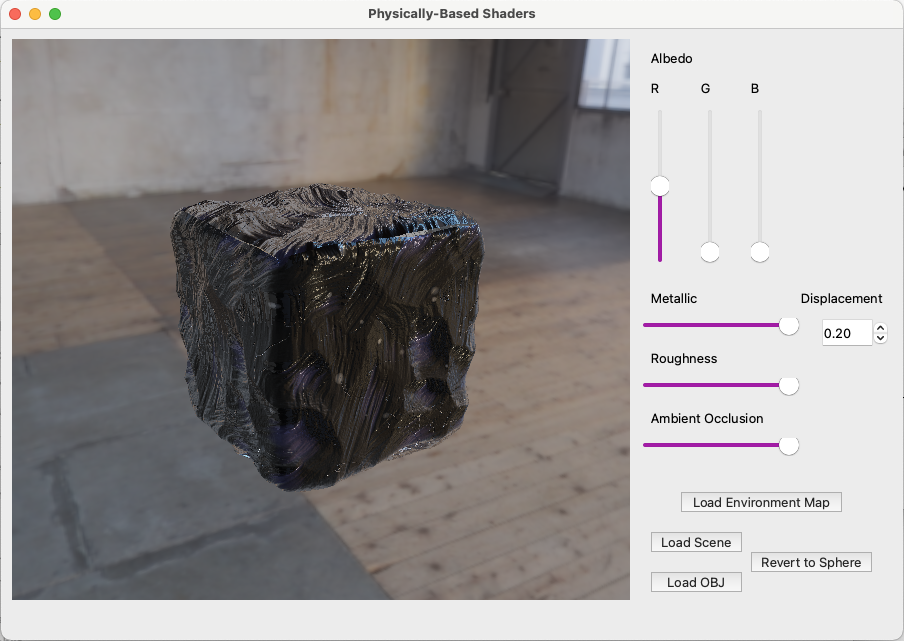 Physically-Based Shaders
Albedo
R G B
Metallic Displacement
0.20
Roughness
Ambient Occlusion
Load Environment Map
Load Scene
Revert to Sphere
Load OBJ